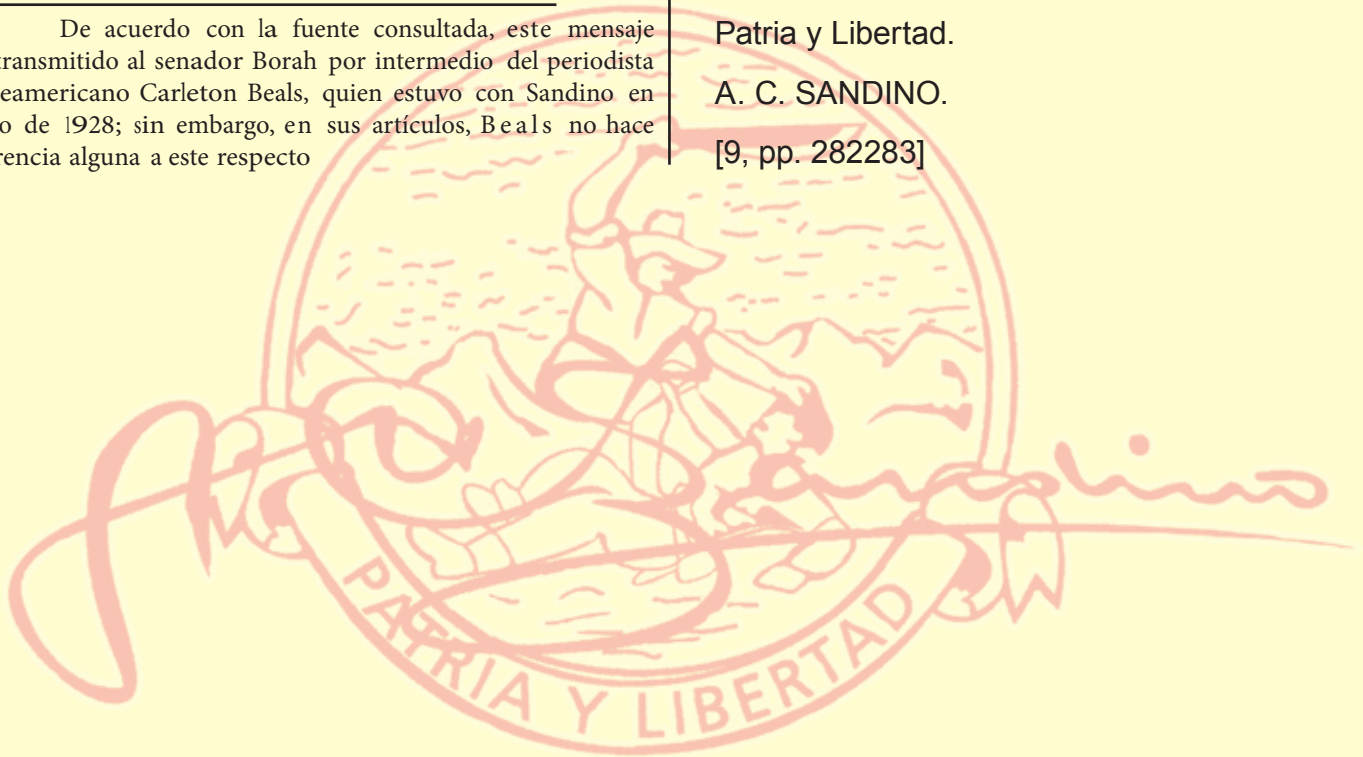 De acuerdo con la fuente consultada, este mensaje
transmitido al senador Borah por intermedio del periodista
eamericano Carleton Beals, quien estuvo con Sandino en
o de 1928; sin embargo, en sus artículos, Beals no hace
rencia alguna a este respecto
Patria y Libertad.
A. C. SANDINO.
[9, pp. 282283]
PATRIA Y LIBERTAD